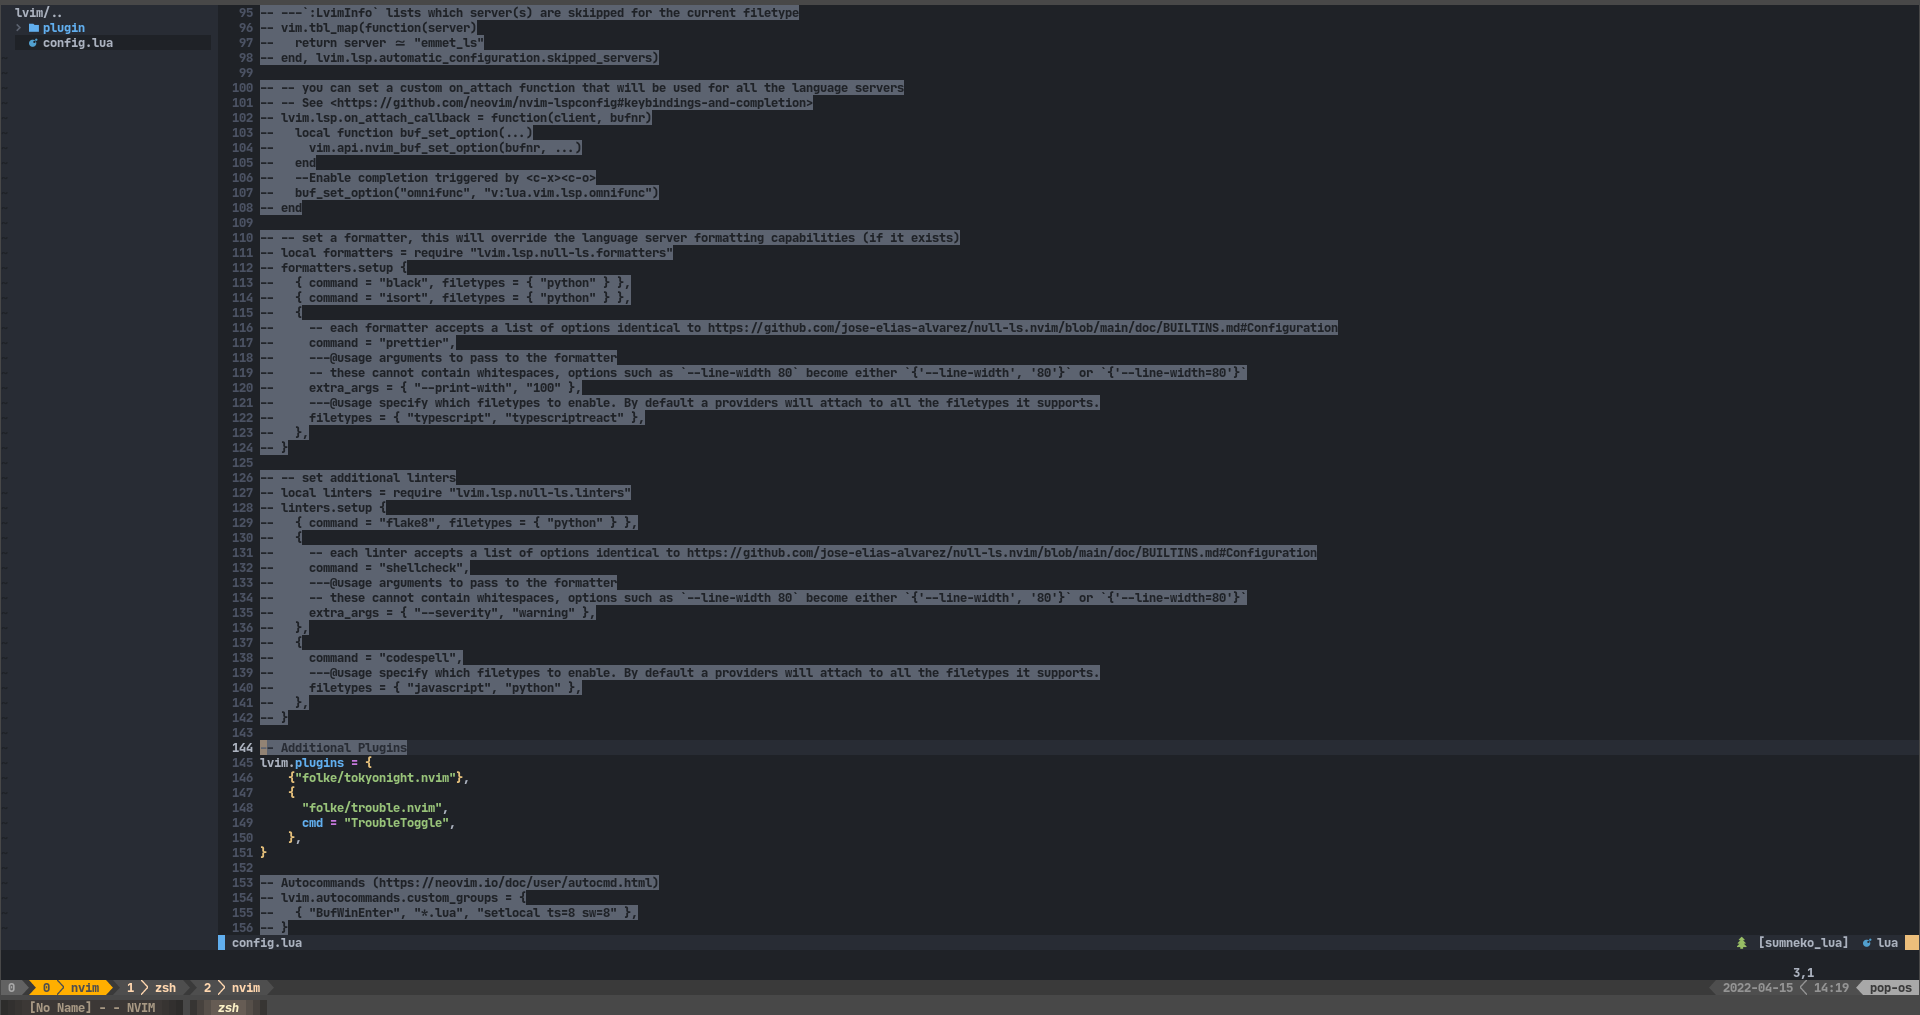 lvim/..
plugin
config.lua
95 -- ---`:LvimInfo` lists which server(s) are skiipped for the current filetype
96 -- vim.tbl_map(function(server)
97 --   return server ~= "emmet_ls"
98 -- end, lvim.lsp.automatic_configuration.skipped_servers)
99
100 -- -- you can set a custom on_attach function that will be used for all the language servers
101 -- -- See <https://github.com/neovim/nvim-lspconfig#keybindings-and-completion>
102 -- lvim.lsp.on_attach_callback = function(client, bufnr)
103 --   local function buf_set_option(...)
104 --     vim.api.nvim_buf_set_option(bufnr, ...)
105 --   end
106 --   --Enable completion triggered by <c-x><c-o>
107 --   buf_set_option("omnifunc", "v:lua.vim.lsp.omnifunc")
108 -- end
109
110 -- -- set a formatter, this will override the language server formatting capabilities (if it exists)
111 -- local formatters = require "lvim.lsp.null-ls.formatters"
112 -- formatters.setup {
113 --   { command = "black", filetypes = { "python" } },
114 --   { command = "isort", filetypes = { "python" } },
115 --   {
116 --     -- each formatter accepts a list of options identical to https://github.com/jose-elias-alvarez/null-ls.nvim/blob/main/doc/BUILTINS.md#Configuration
117 --     command = "prettier",
118 --     ---@usage arguments to pass to the formatter
119 --     -- these cannot contain whitespaces, options such as `--line-width 80` become either `{'--line-width', '80'}` or `{'--line-width=80'}`
120 --     extra_args = { "--print-with", "100" },
121 --     ---@usage specify which filetypes to enable. By default a providers will attach to all the filetypes it supports.
122 --     filetypes = { "typescript", "typescriptreact" },
123 --   },
124 -- }
125
126 -- -- set additional linters
127 -- local linters = require "lvim.lsp.null-ls.linters"
128 -- linters.setup {
129 --   { command = "flake8", filetypes = { "python" } },
130 --   {
131 --     -- each linter accepts a list of options identical to https://github.com/jose-elias-alvarez/null-ls.nvim/blob/main/doc/BUILTINS.md#Configuration
132 --     command = "shellcheck",
133 --     ---@usage arguments to pass to the formatter
134 --     -- these cannot contain whitespaces, options such as `--line-width 80` become either `{'--line-width', '80'}` or `{'--line-width=80'}`
135 --     extra_args = { "--severity", "warning" },
136 --   },
137 --   {
138 --     command = "codespell",
139 --     ---@usage specify which filetypes to enable. By default a providers will attach to all the filetypes it supports.
140 --     filetypes = { "javascript", "python" },
141 --   },
142 -- }
143
144 -- Additional Plugins
145 lvim.plugins = {
146     {"folke/tokyonight.nvim"},
147     {
148       "folke/trouble.nvim",
149       cmd = "TroubleToggle",
150     },
151 }
152
153 -- Autocommands (https://neovim.io/doc/user/autocmd.html)
154 -- lvim.autocommands.custom_groups = {
155 --   { "BufWinEnter", "*.lua", "setlocal ts=8 sw=8" },
156 -- }
config.lua [sumneko_lua] lua
3,1
0 0 nvim 1 zsh 2 nvim 2022-04-15 14:19 pop-os
[No Name] - - NVIM zsh